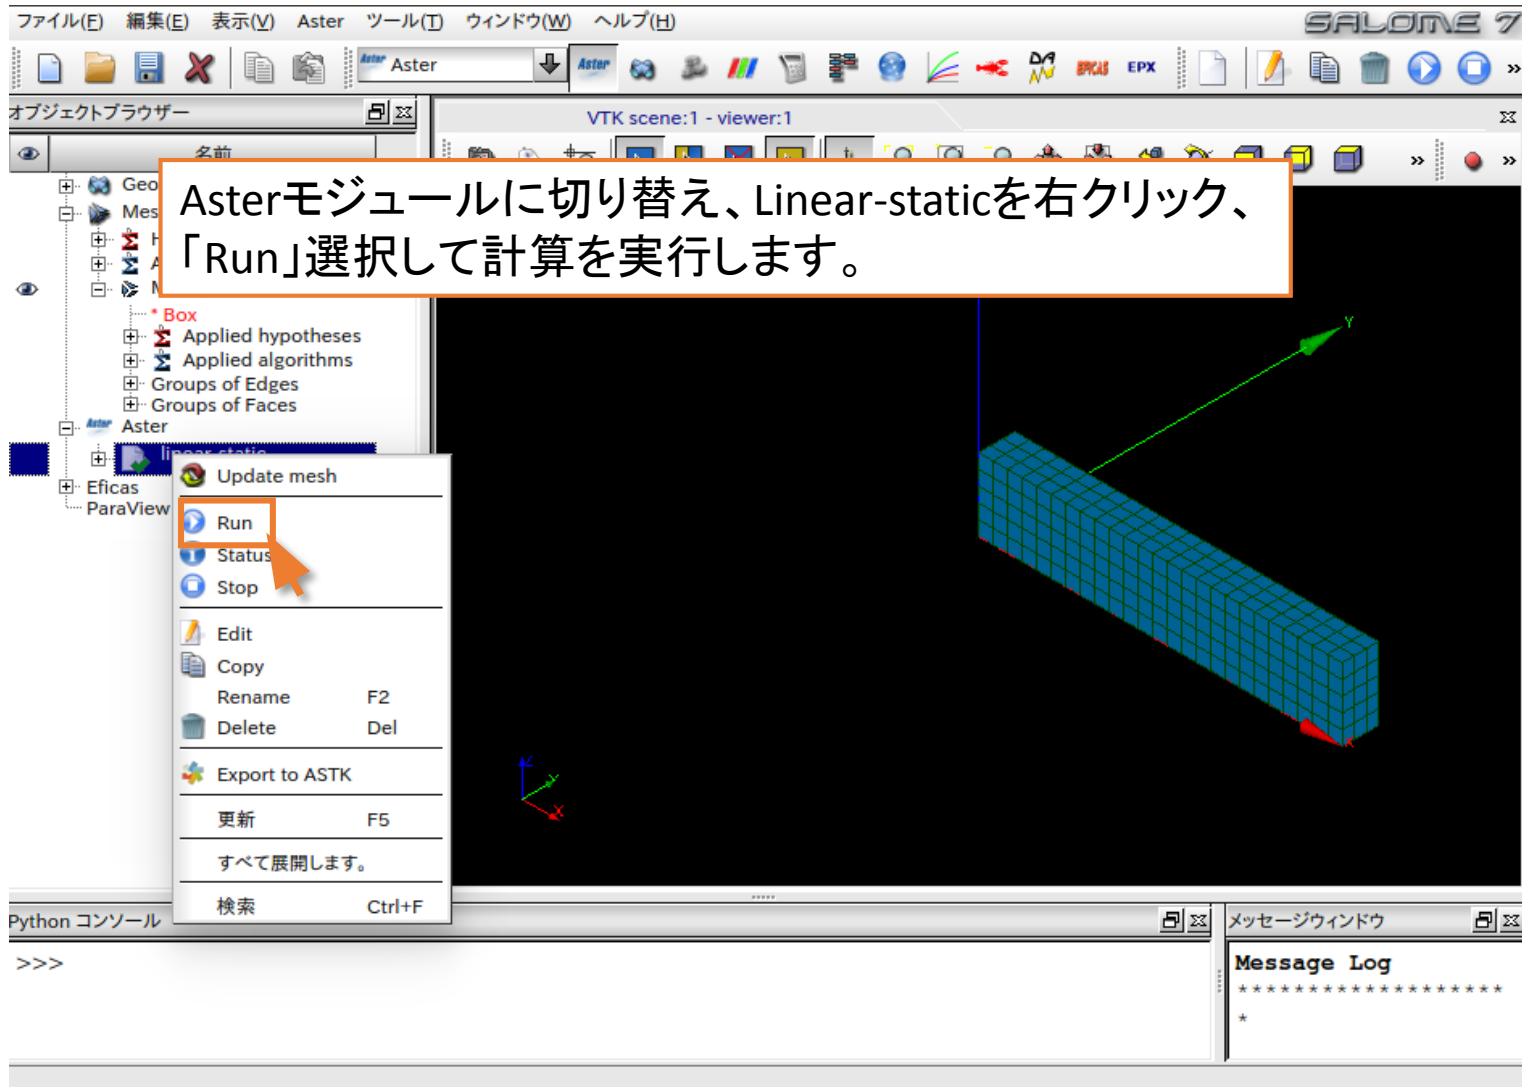 ファイル(F) 編集(E) 表示(V) Aster ツール(T) ウィンドウ(W) ヘルプ(H)
SALOME 7
Aster Aster Aster EFICAS EPX »
オブジェクトブラウザー
VTK scene:1 - viewer:1
名前
» »
Asterモジュールに切り替え、Linear-staticを右クリック、
「Run」選択して計算を実行します。
Geo
Mes
* Box
Applied hypotheses
Applied algorithms
Groups of Edges
Groups of Faces
Aster Aster
linear-static
Eficas
ParaView
Update mesh
Run
Status
Stop
Edit
Copy
Rename F2
Delete Del
Export to ASTK
更新 F5
すべて展開します。
検索 Ctrl+F
Y
X
Z
Y
X
Python コンソール
>>>
メッセージウィンドウ
Message Log
*******************
*